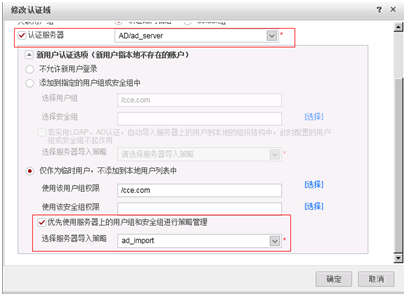 修改认证域
? ×
认证服务器 AD/ad_server *
新用户认证选项(新用户指本地不存在的账户)
不允许新用户登录
添加到指定的用户组或安全组中
选择用户组 /cce.com
选择安全组 [选择]
若采用LDAP、AD认证,自动导入服务器上的用户到本地的组织结构中,此时配置的用户
组或安全组不起作用
选择服务器导入策略 请选择服务器导入策略 *
仅作为临时用户,不添加到本地用户列表中
使用该用户组权限 /cce.com [选择]
使用该安全组权限 [选择]
优先使用服务器上的用户组和安全组进行策略管理
选择服务器导入策略 ad_import *
确定 取消